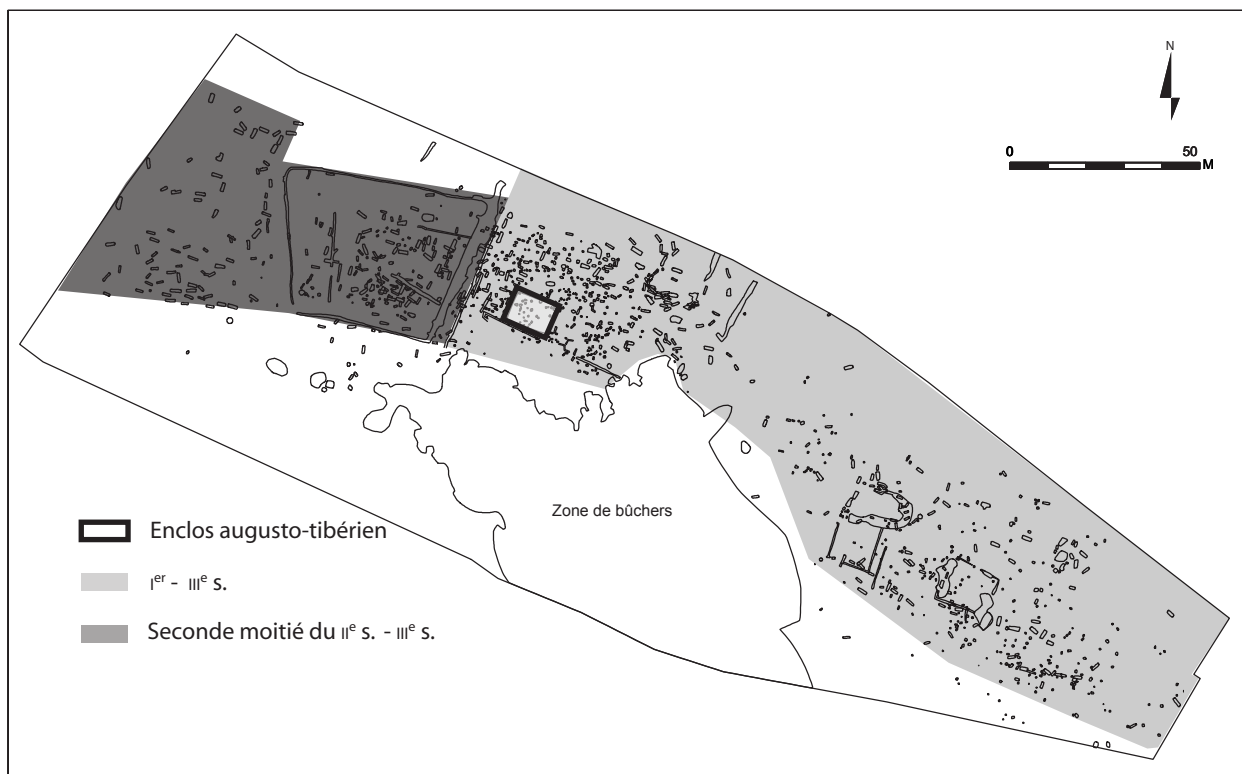 N
0 50 M
Zone de bûchers
Enclos augusto-tibérien
Ier - IIIe s.
Seconde moitié du IIe s. - IIIe s.